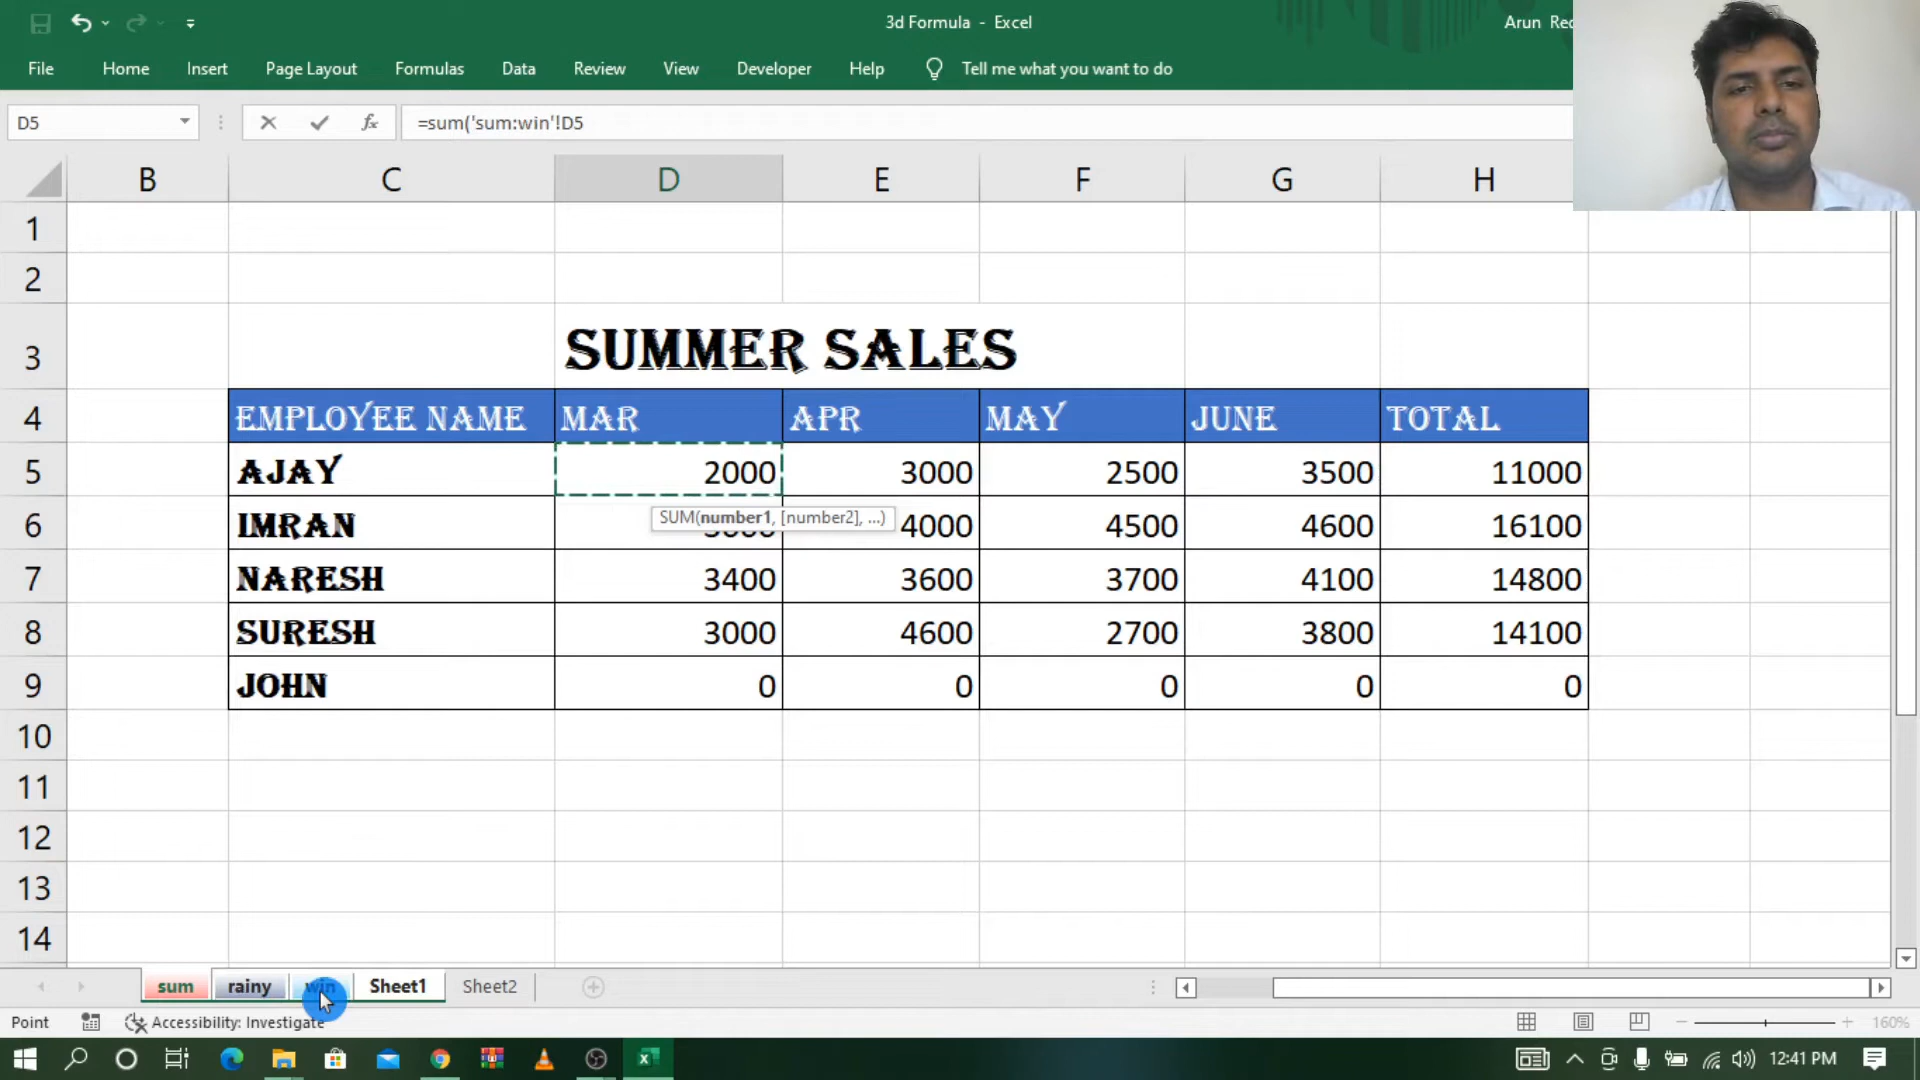 3d Formula - Excel
Arun Red
File Home Insert Page Layout Formulas Data Review View Developer Help Tell me what you want to do
D5 fx =sum('sum:win'!D5
B C D E F G H
1
2
3 SUMMER SALES
4 EMPLOYEE NAME MAR APR MAY JUNE TOTAL
5 AJAY 2000 3000 2500 3500 11000
SUM(number1, [number2], ...)
6 IMRAN 4000 4500 4600 16100
7 NARESH 3400 3600 3700 4100 14800
8 SURESH 3000 4600 2700 3800 14100
9 JOHN 0 0 0 0 0
10
11
12
13
14
sum rainy win Sheet1 Sheet2
Point Accessibility: Investigate 160%
12:41 PM